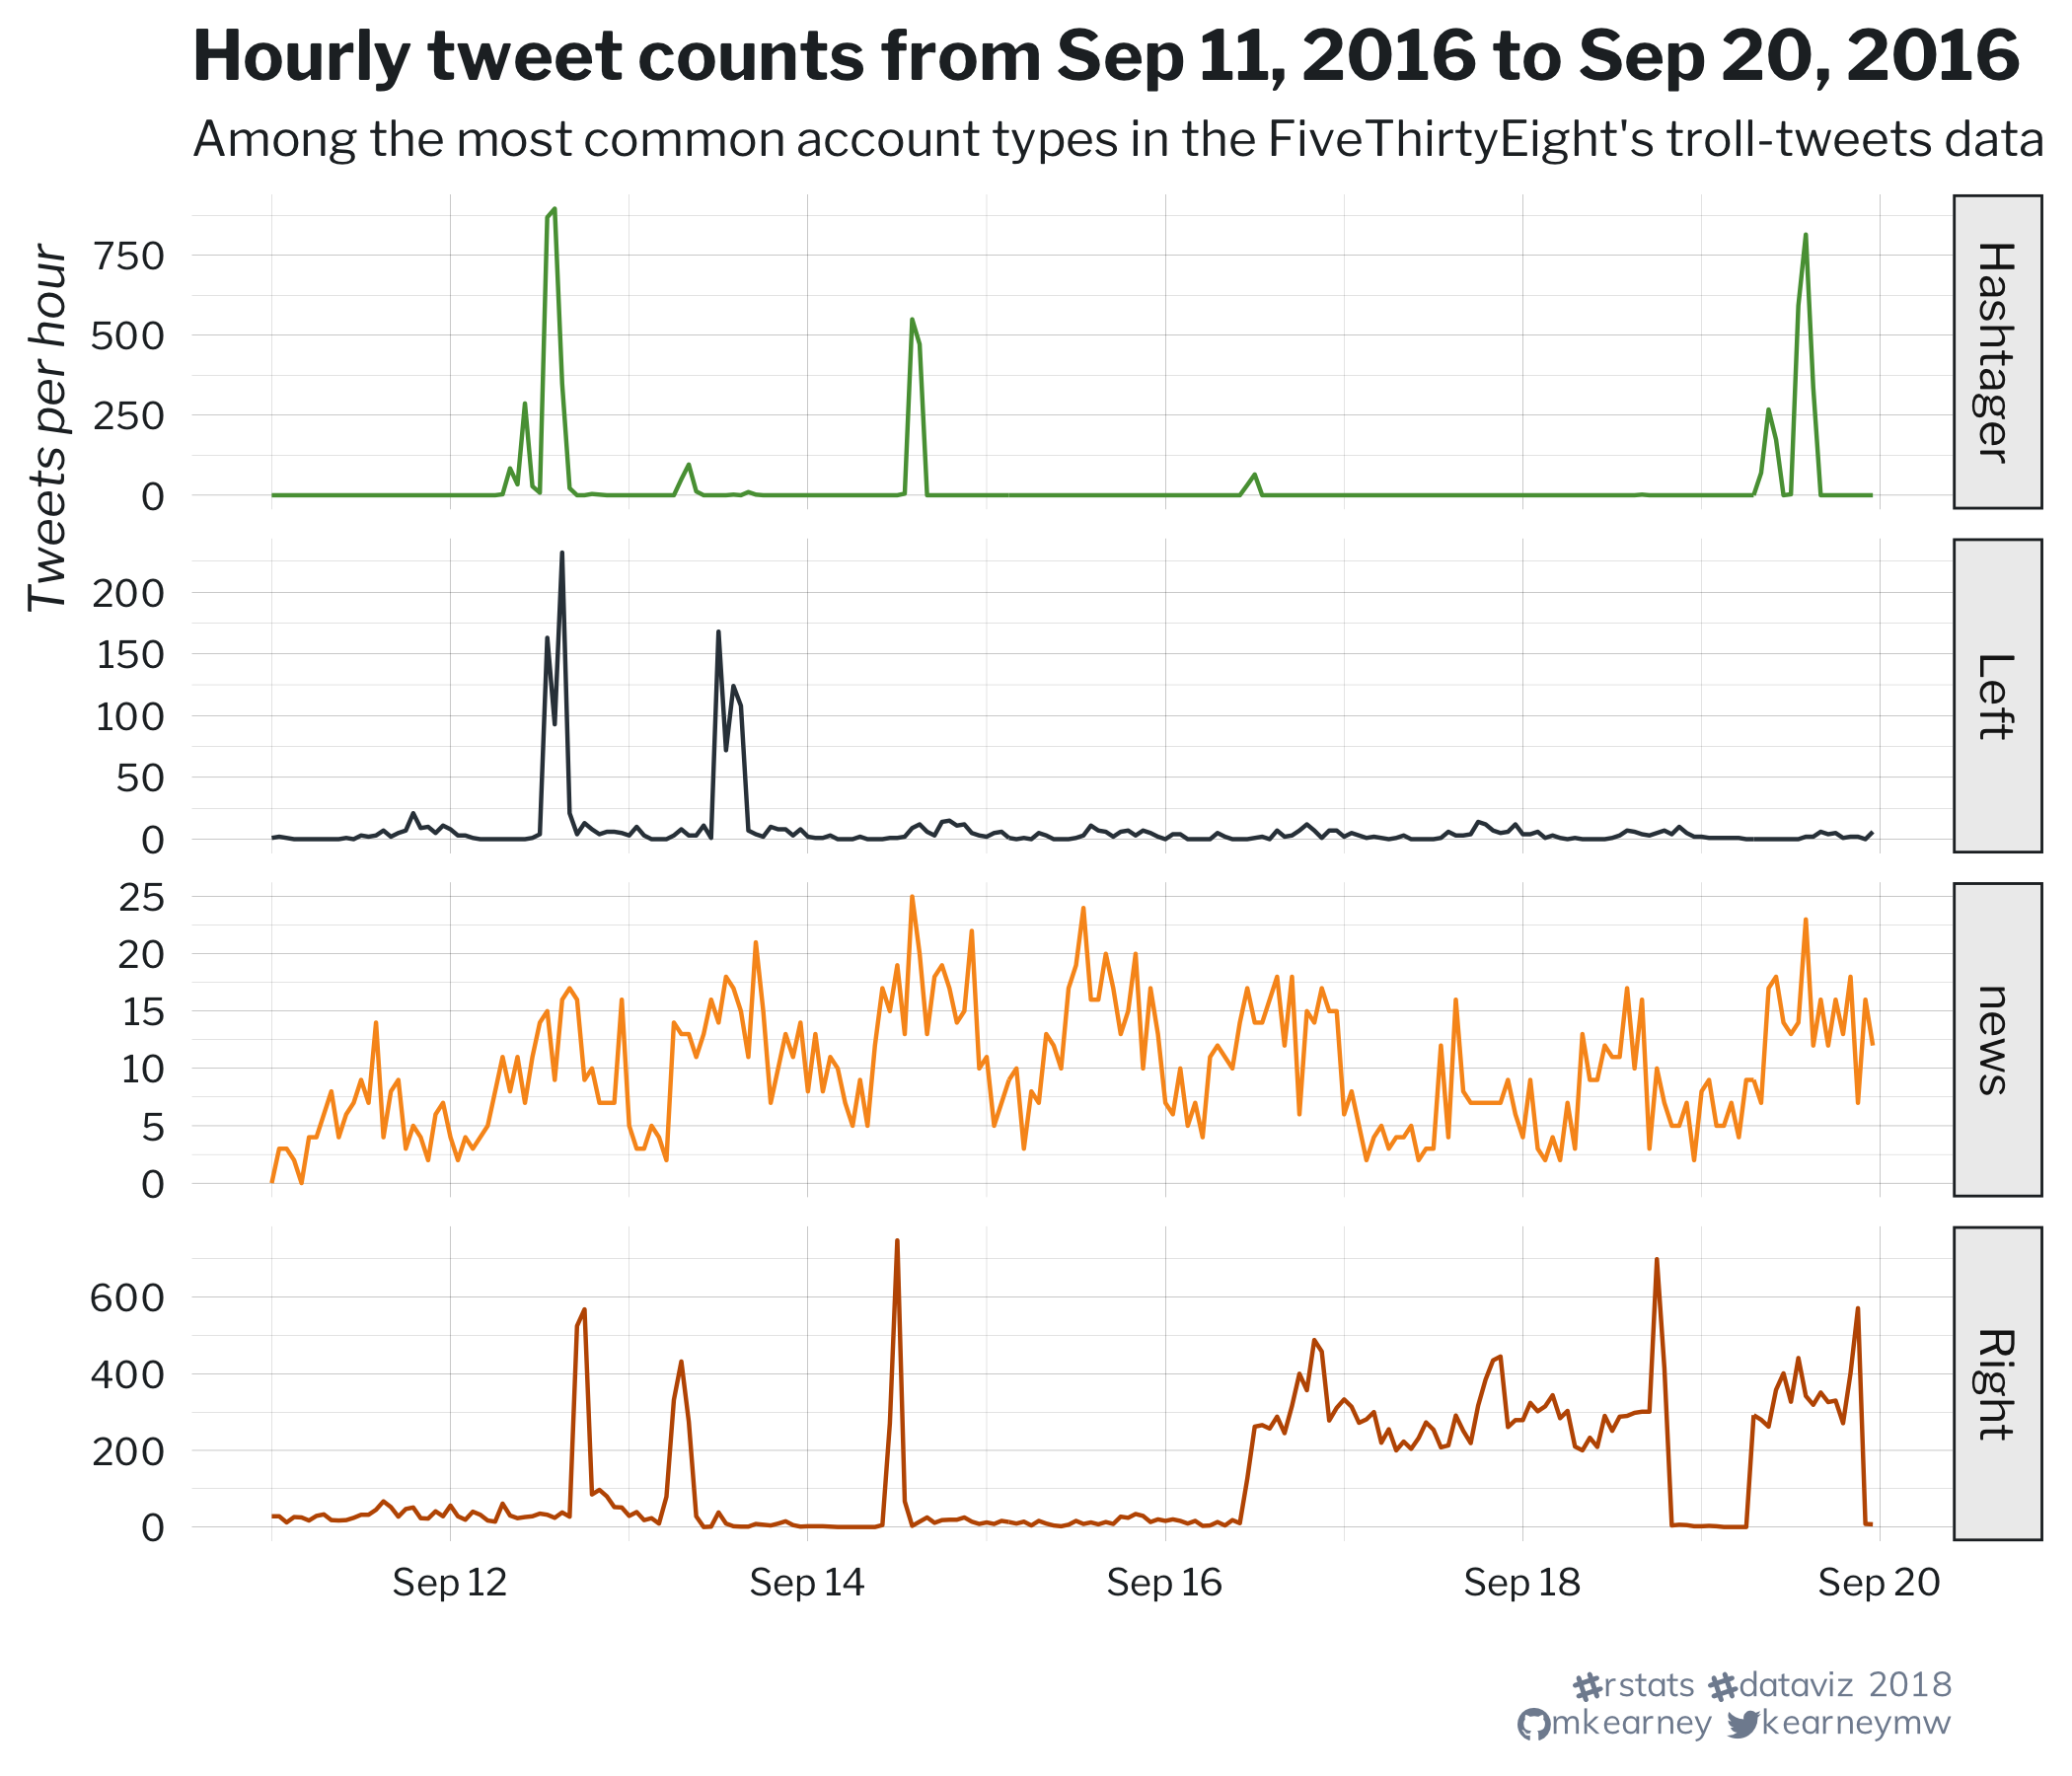 Hourly tweet counts from Sep 11, 2016 to Sep 20, 2016
Among the most common account types in the FiveThirtyEight's troll-tweets data
Tweets per hour
750
500
250
0
Hashtager
200
150
100
50
0
Left
25
20
15
10
5
0
news
600
400
200
0
Right
Sep 12 Sep 14 Sep 16 Sep 18 Sep 20
#rstats #dataviz 2018
mkearney kearneymw